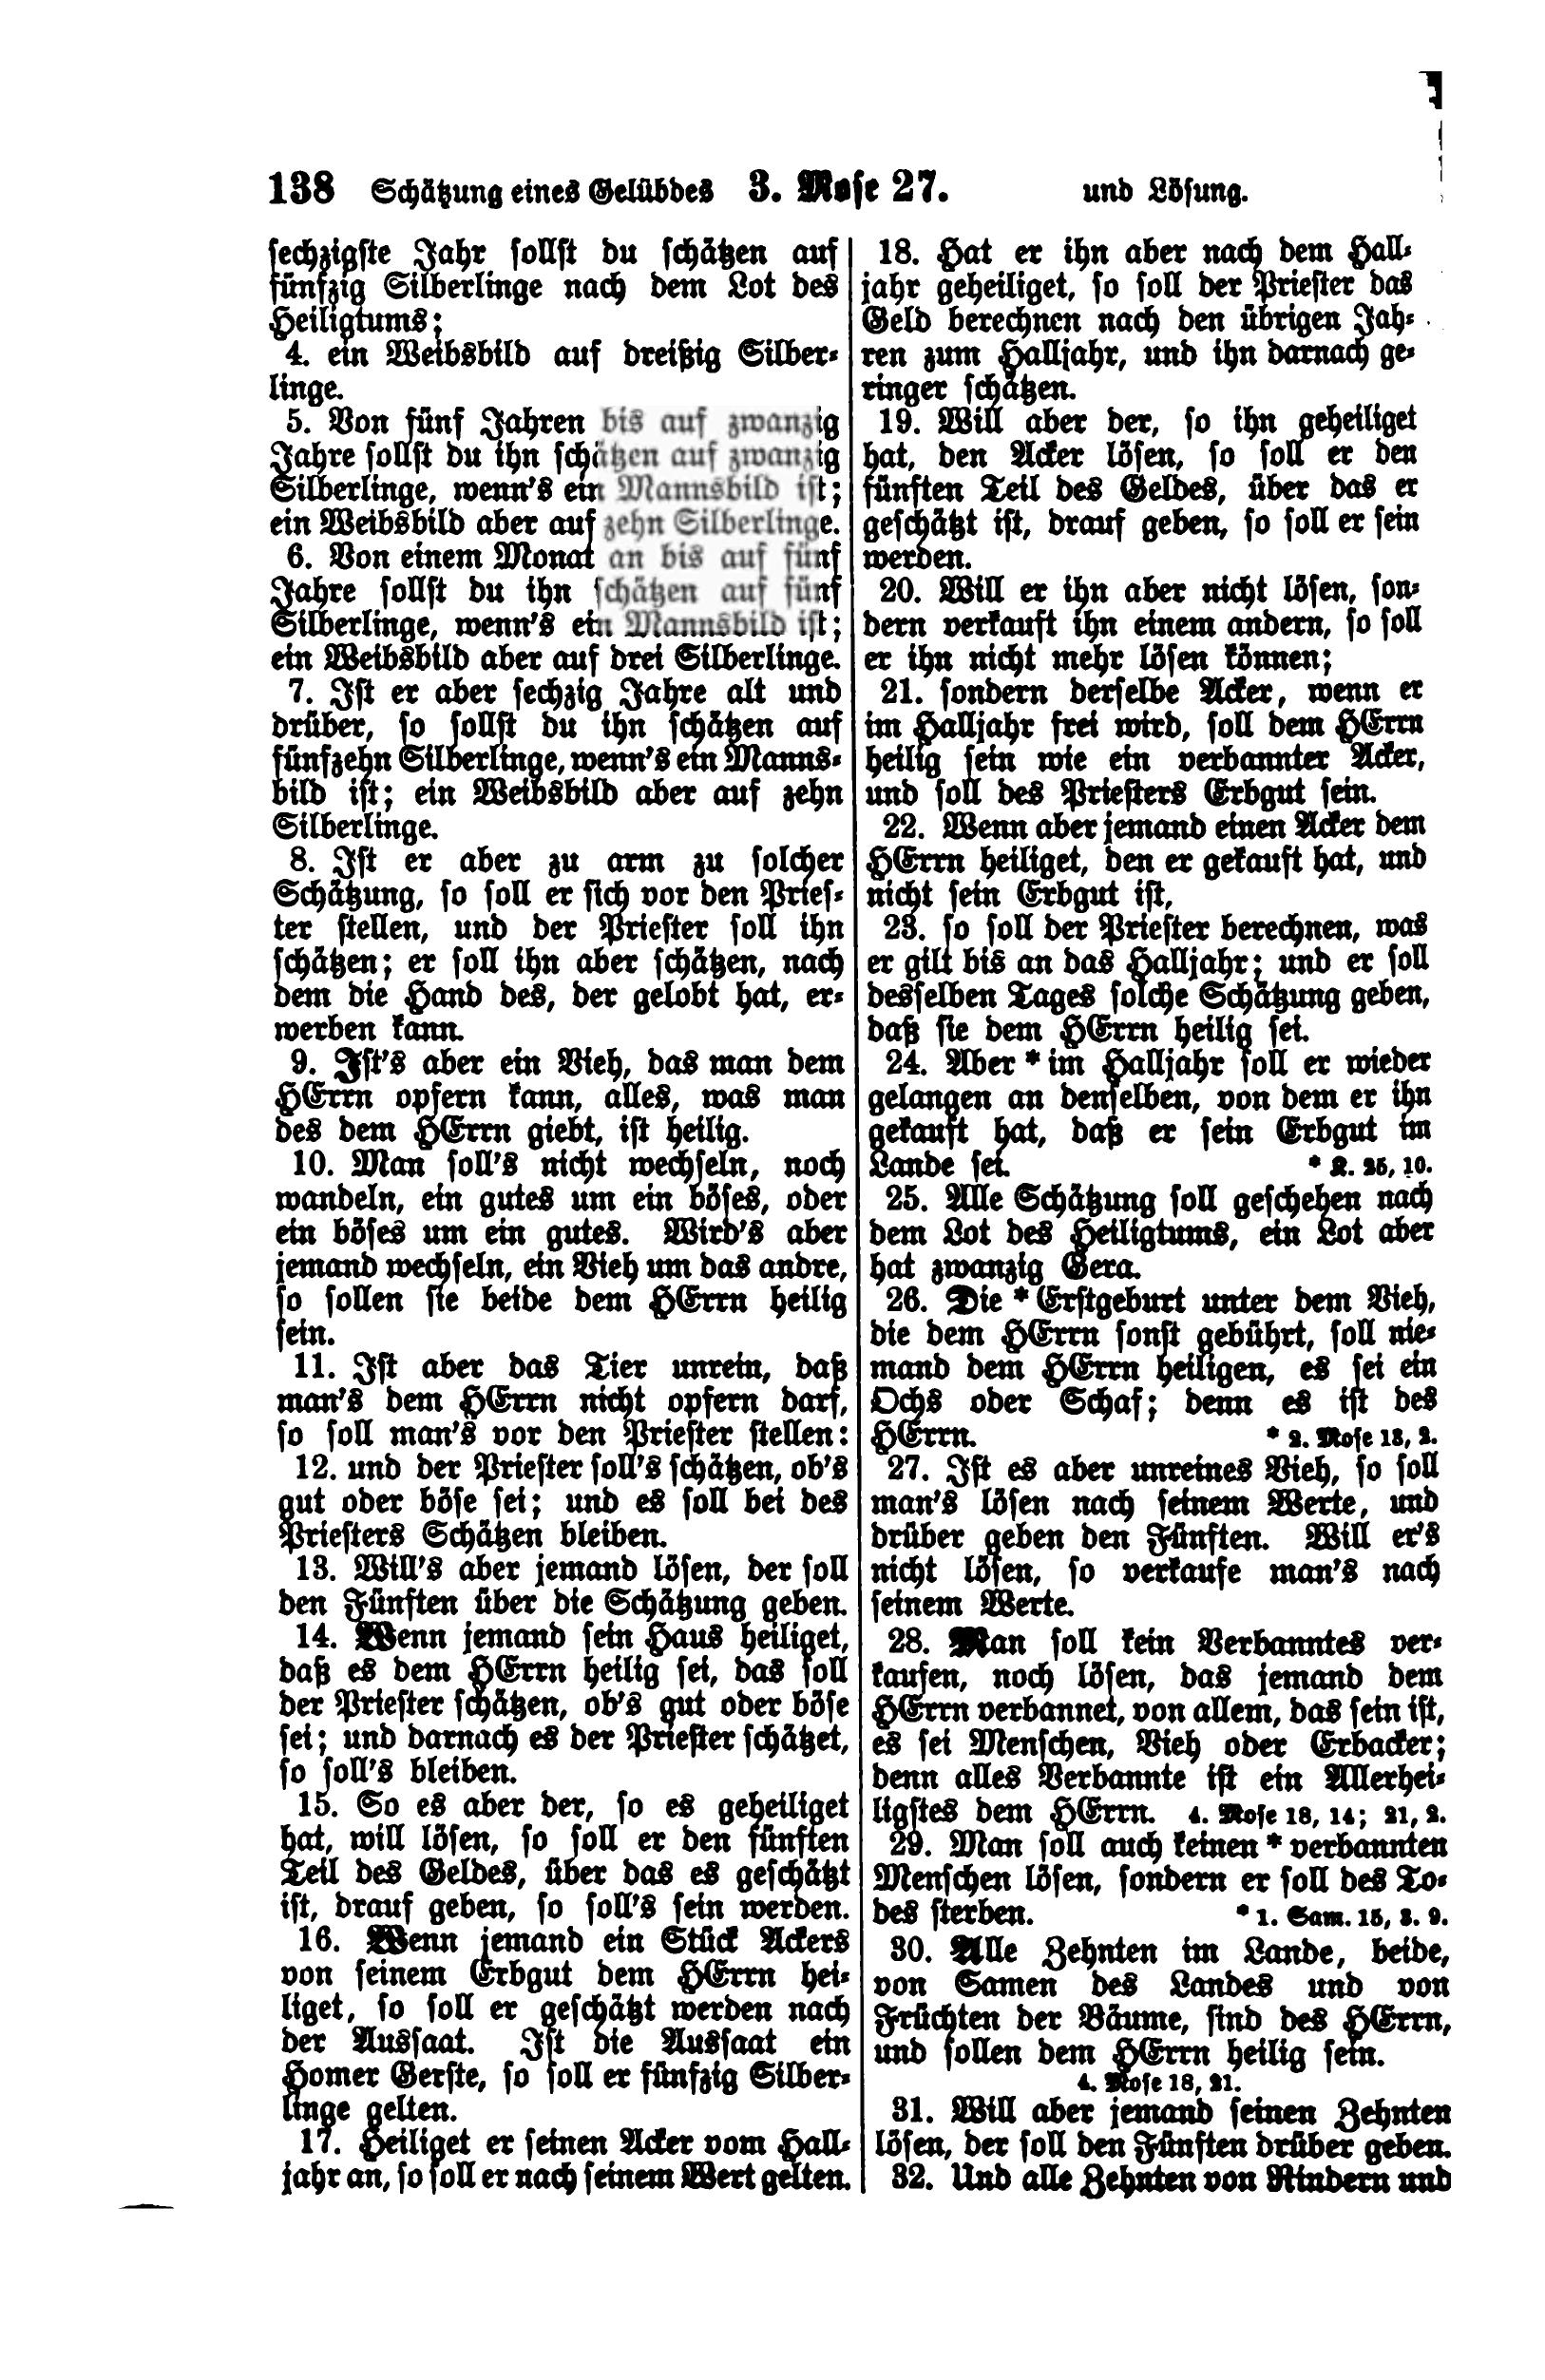 138 Schätzung eines Gelübdes 3. Mose 27. und Lösung.
sechzigste Jahr sollst du schätzen auf
fünfzig Silberlinge nach dem Lot des
Heiligtums;
4. ein Weibsbild auf dreißig Silber-
linge.
5. Von fünf Jahren bis auf zwanzig
Jahre sollst du ihn schätzen auf zwanzig
Silberlinge, wenn's ein Mannsbild ist;
ein Weibsbild aber auf zehn Silberlinge.
6. Von einem Monat an bis auf fünf
Jahre sollst du ihn schätzen auf fünf
Silberlinge, wenn's ein Mannsbild ist;
ein Weibsbild aber auf drei Silberlinge.
7. Ist er aber sechzig Jahre alt und
drüber, so sollst du ihn schätzen auf
fünfzehn Silberlinge, wenn's ein Manns-
bild ist; ein Weibsbild aber auf zehn
Silberlinge.
8. Ist er aber zu arm zu solcher
Schätzung, so soll er sich vor den Pries-
ter stellen, und der Priester soll ihn
schätzen; er soll ihn aber schätzen, nach
dem die Hand des, der gelobt hat, er-
werben kann.
9. Ist's aber ein Vieh, das man dem
HErrn opfern kann, alles, was man
des dem HErrn giebt, ist heilig.
10. Man soll's nicht wechseln, noch
wandeln, ein gutes um ein böses, oder
ein böses um ein gutes. Wird's aber
jemand wechseln, ein Vieh um das andre,
so sollen sie beide dem HErrn heilig
sein.
11. Ist aber das Tier unrein, daß
man's dem HErrn nicht opfern darf,
so soll man's vor den Priester stellen:
12. und der Priester soll's schätzen, ob's
gut oder böse sei; und es soll bei des
Priesters Schätzen bleiben.
13. Will's aber jemand lösen, der soll
den Fünften über die Schätzung geben.
14. Wenn jemand sein Haus heiliget,
daß es dem HErrn heilig sei, das soll
der Priester schätzen, ob's gut oder böse
sei; und darnach es der Priester schätzet,
so soll's bleiben.
15. So es aber der, so es geheiliget
hat, will lösen, so soll er den fünften
Teil des Geldes, über das es geschätzt
ist, drauf geben, so soll's sein werden.
16. Wenn jemand ein Stück Ackers
von seinem Erbgut dem HErrn hei-
liget, so soll er geschätzt werden nach
der Aussaat. Ist die Aussaat ein
Homer Gerste, so soll er fünfzig Silber-
linge gelten.
17. Heiliget er seinen Acker vom Hall-
jahr an, so soll er nach seinem Wert gelten.
18. Hat er ihn aber nach dem Hall-
jahr geheiliget, so soll der Priester das
Geld berechnen nach den übrigen Jah-
ren zum Halljahr, und ihn darnach ge-
ringer schätzen.
19. Will aber der, so ihn geheiliget
hat, den Acker lösen, so soll er den
fünften Teil des Geldes, über das er
geschätzt ist, drauf geben, so soll er sein
werden.
20. Will er ihn aber nicht lösen, son-
dern verkauft ihn einem andern, so soll
er ihn nicht mehr lösen können;
21. sondern derselbe Acker, wenn er
im Halljahr frei wird, soll dem HErrn
heilig sein wie ein verbannter Acker,
und soll des Priesters Erbgut sein.
22. Wenn aber jemand einen Acker dem
HErrn heiliget, den er gekauft hat, und
nicht sein Erbgut ist,
23. so soll der Priester berechnen, was
er gilt bis an das Halljahr; und er soll
desselben Tages solche Schätzung geben,
daß sie dem HErrn heilig sei.
24. Aber * im Halljahr soll er wieder
gelangen an denselben, von dem er ihn
gekauft hat, daß er sein Erbgut im
Lande sei. * K. 25, 10.
25. Alle Schätzung soll geschehen nach
dem Lot des Heiligtums, ein Lot aber
hat zwanzig Gera.
26. Die * Erstgeburt unter dem Vieh,
die dem HErrn sonst gebührt, soll nie-
mand dem HErrn heiligen, es sei ein
Ochs oder Schaf; denn es ist des
HErrn. * 2. Mose 13, 2.
27. Ist es aber unreines Vieh, so soll
man's lösen nach seinem Werte, und
drüber geben den Fünften. Will er's
nicht lösen, so verkaufe man's nach
seinem Werte.
28. Man soll kein Verbanntes ver-
kaufen, noch lösen, das jemand dem
HErrn verbannet, von allem, das sein ist,
es sei Menschen, Vieh oder Erbacker;
denn alles Verbannte ist ein Allerhei-
ligstes dem HErrn. 4. Mose 18, 14; 21, 2.
29. Man soll auch keinen * verbannten
Menschen lösen, sondern er soll des To-
des sterben. * 1. Sam. 15, 3. 9.
30. Alle Zehnten im Lande, beide,
von Samen des Landes und von
Früchten der Bäume, sind des HErrn,
und sollen dem HErrn heilig sein.
4. Mose 18, 21.
31. Will aber jemand seinen Zehnten
lösen, der soll den Fünften drüber geben.
32. Und alle Zehnten von Rindern und